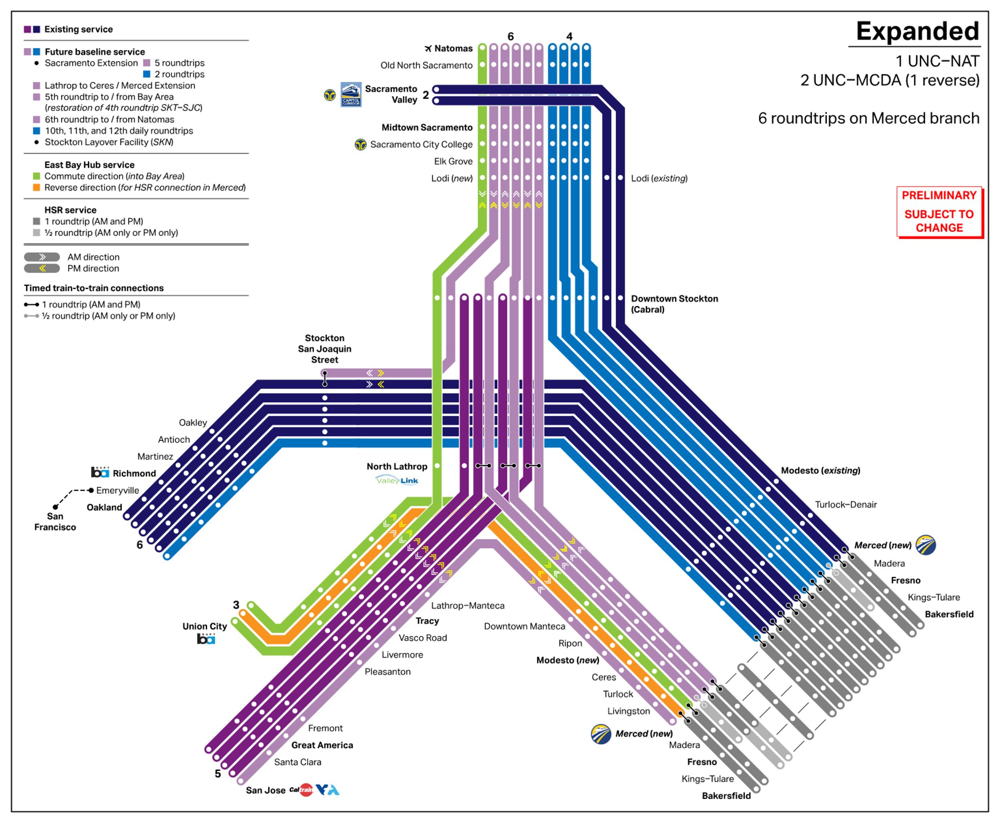 Existing service
Future baseline service
• Sacramento Extension 5 roundtrips
2 roundtrips
Lathrop to Ceres / Merced Extension
5th roundtrip to / from Bay Area
(restoration of 4th roundtrip SKT–SJC)
6th roundtrip to / from Natomas
10th, 11th, and 12th daily roundtrips
• Stockton Layover Facility (SKN)
East Bay Hub service
Commute direction (into Bay Area)
Reverse direction (for HSR connection in Merced)
HSR service
1 roundtrip (AM and PM)
½ roundtrip (AM only or PM only)
AM direction
PM direction
Timed train-to-train connections
1 roundtrip (AM and PM)
½ roundtrip (AM only or PM only)
Expanded
1 UNC–NAT
2 UNC–MCDA (1 reverse)
6 roundtrips on Merced branch
PRELIMINARY
SUBJECT TO
CHANGE
6
4
Natomas
Old North Sacramento
CAPITOL
CORRIDOR
Sacramento
Valley
2
Midtown Sacramento
Sacramento City College
Elk Grove
Lodi (new)
Lodi (existing)
Downtown Stockton
(Cabral)
Stockton
San Joaquin
Street
Oakley
Antioch
Martinez
BART
ba
Richmond
Emeryville
Oakland
San
Francisco
6
North Lathrop
ValleyLink
Modesto (existing)
Turlock–Denair
Merced (new)
Madera
Fresno
Kings–Tulare
Bakersfield
3
Union City
BART
ba
Lathrop–Manteca
Tracy
Vasco Road
Livermore
Pleasanton
Fremont
Great America
Santa Clara
5
San Jose
Caltrain
VTA
Downtown Manteca
Ripon
Modesto (new)
Ceres
Turlock
Livingston
Merced (new)
Madera
Fresno
Kings–Tulare
Bakersfield